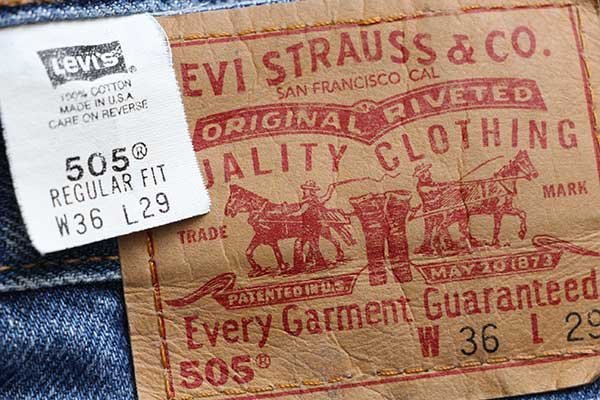 Levi's
100% COTTON
MADE IN U.S.A
CARE ON REVERSE
505®
REGULAR FIT
W36 L29
EVI STRAUSS & CO.
SAN FRANCISCO CAL
ORIGINAL RIVETED
ALITY CLOTHING
TRADE MARK
PATENTED IN U.S. MAY 20 1873
Every Garment Guaranteed
505® W 36 L 29